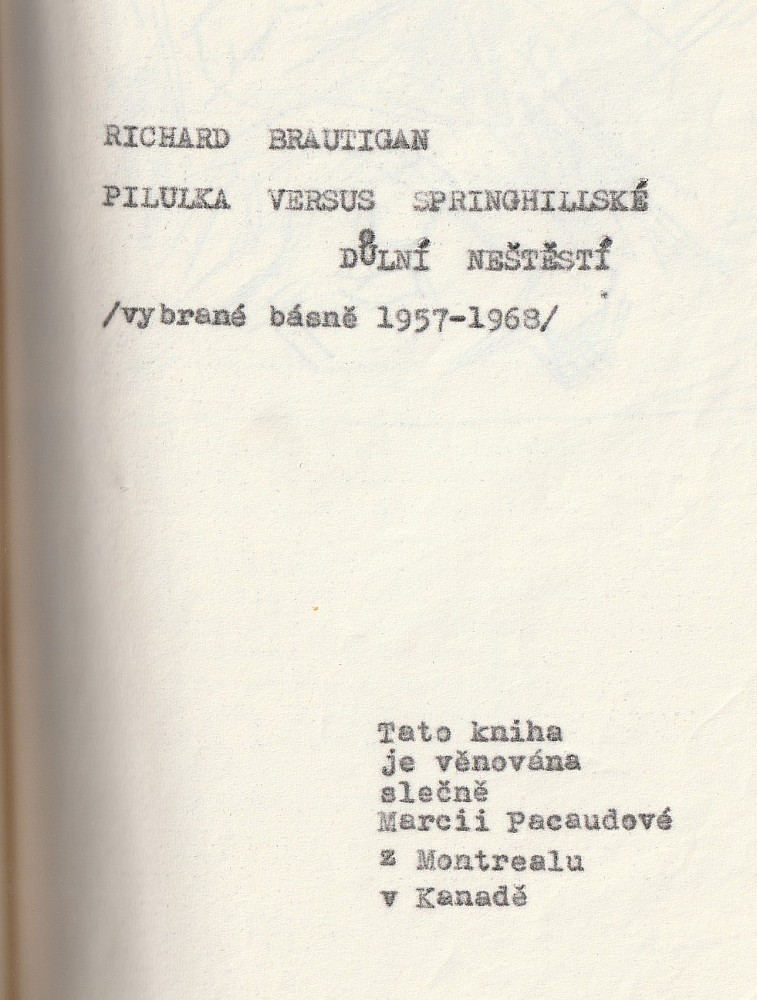 RICHARD BRAUTIGAN
PILULKA VERSUS SPRINGHILLSKÉ
DŮLNÍ NEŠTĚSTÍ
/vybrané básně 1957-1968/
Tato kniha
je věnována
slečně
Marcii Pacaudové
z Montrealu
v Kanadě